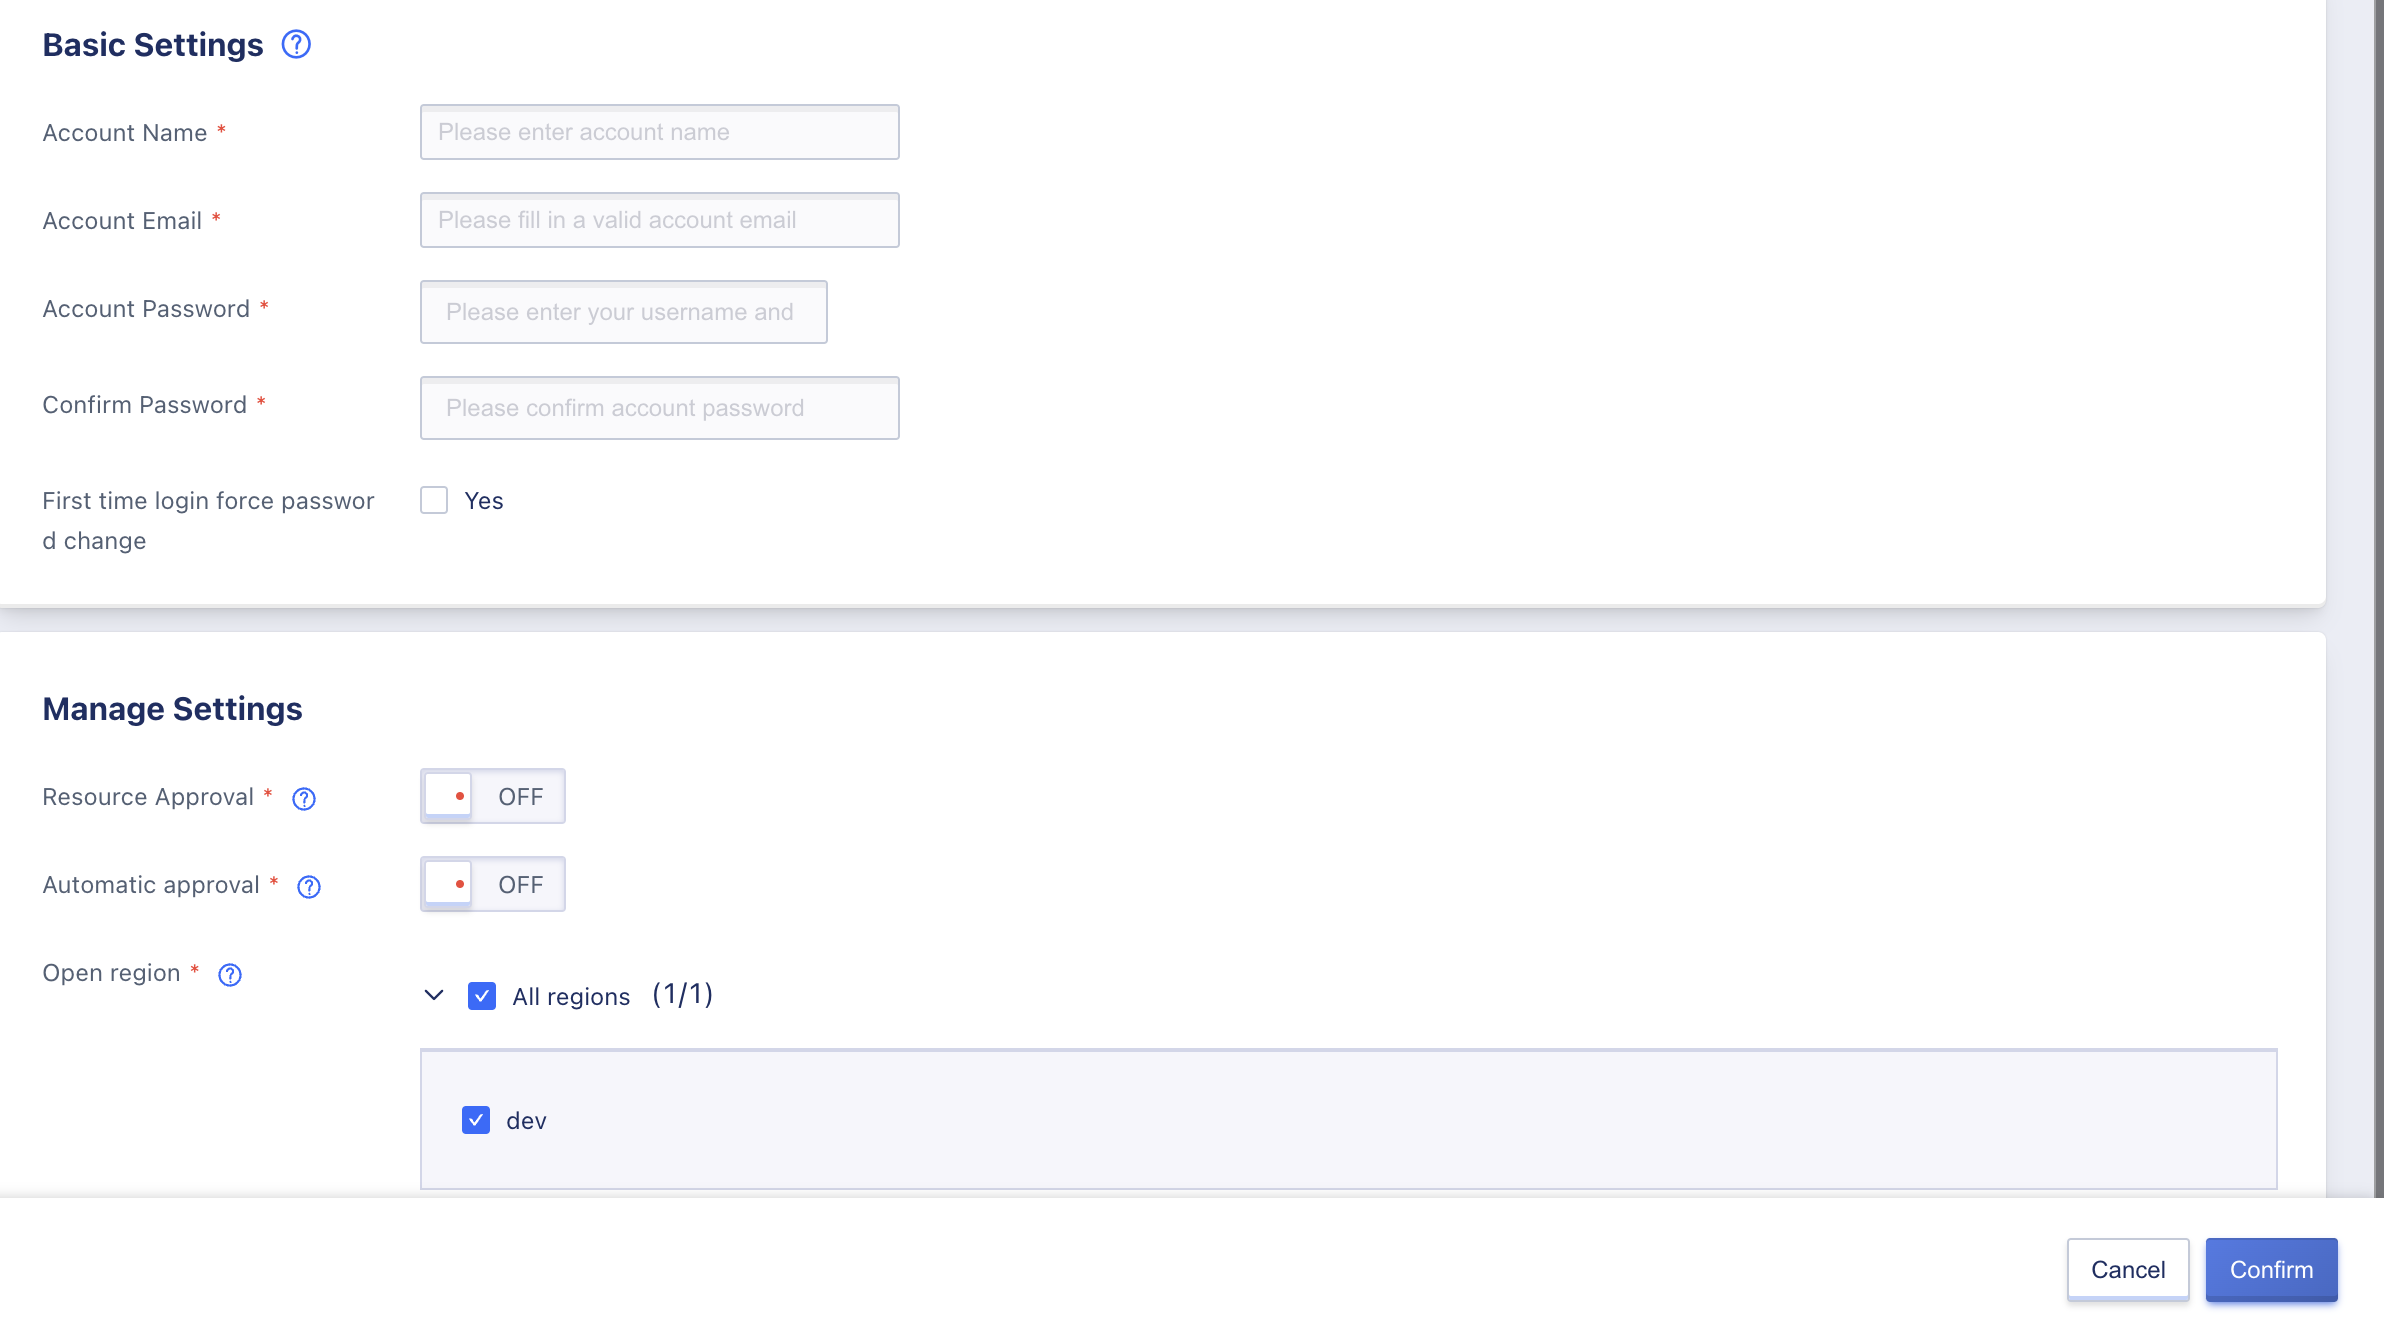 Basic Settings
Account Name *
Please enter account name
Account Email *
Please fill in a valid account email
Account Password *
Please enter your username and
Confirm Password *
Please confirm account password
First time login force passwor
d change
Yes
Manage Settings
Resource Approval *
OFF
Automatic approval *
OFF
Open region *
All regions (1/1)
dev
Cancel
Confirm